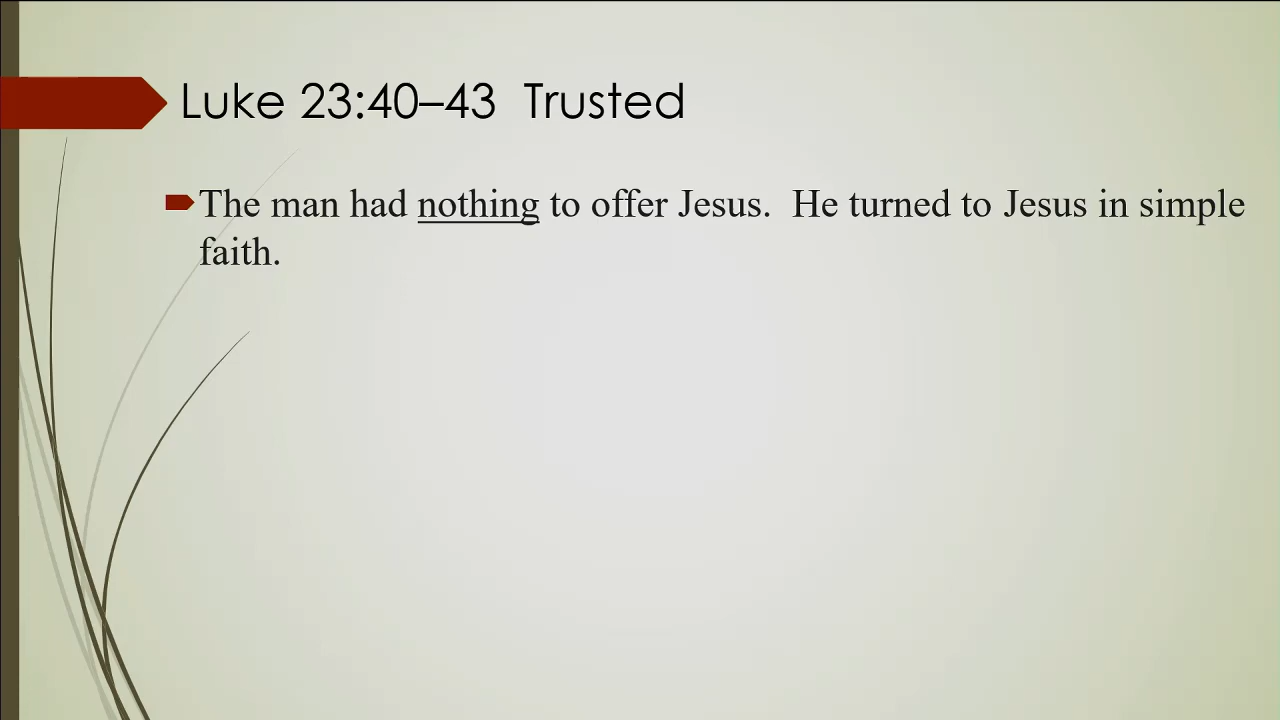 Luke 23:40–43  Trusted
The man had nothing to offer Jesus.  He turned to Jesus in simple
faith.